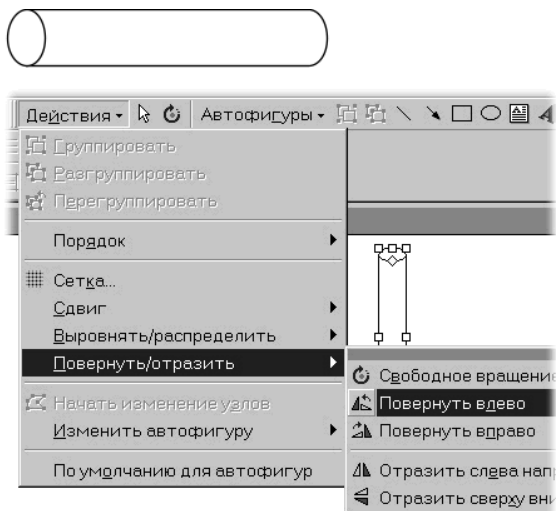 Действия Автофигуры
Группировать
Разгруппировать
Перегруппировать
Порядок
Сетка...
Сдвиг
Выровнять/распределить
Повернуть/отразить
Начать изменение узлов
Изменить автофигуру
По умолчанию для автофигур
Свободное вращение
Повернуть влево
Повернуть вправо
Отразить слева нап
Отразить сверху вни